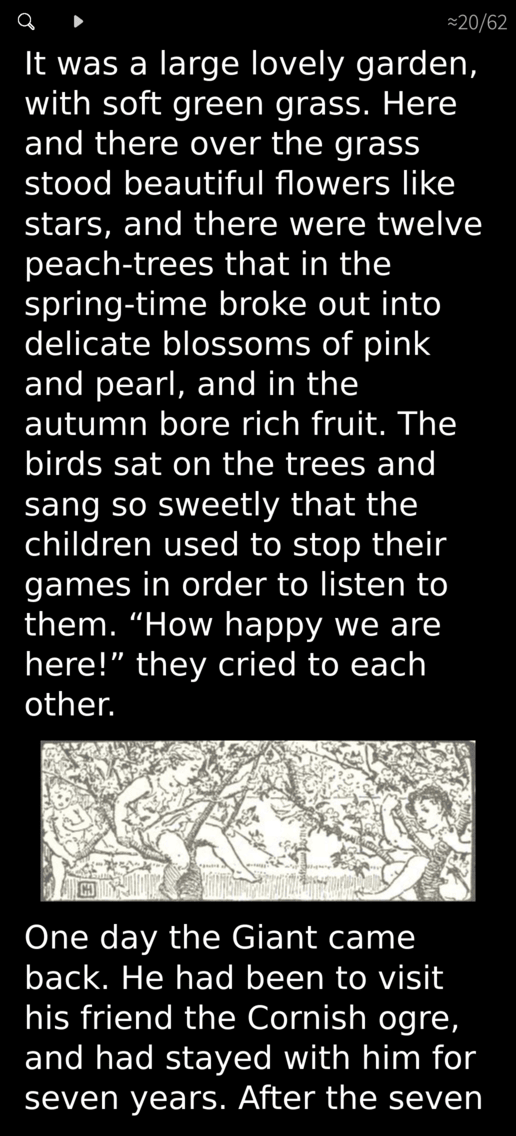 ≈20/62
It was a large lovely garden,
with soft green grass. Here
and there over the grass
stood beautiful flowers like
stars, and there were twelve
peach-trees that in the
spring-time broke out into
delicate blossoms of pink
and pearl, and in the
autumn bore rich fruit. The
birds sat on the trees and
sang so sweetly that the
children used to stop their
games in order to listen to
them. “How happy we are
here!” they cried to each
other.
One day the Giant came
back. He had been to visit
his friend the Cornish ogre,
and had stayed with him for
seven years. After the seven